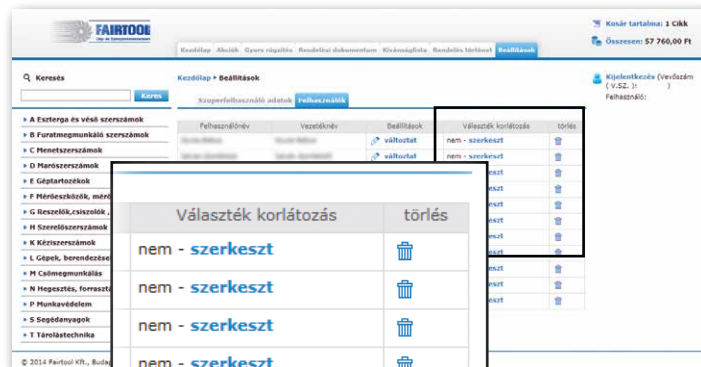 FAIRTOOL
Kezdőlap Akciók Gyors rögzítés Rendelési dokumentum Kívánságlista Rendelés történet Beállítások
Kosár tartalma: 1 Cikk
Összesen: 57 760,00 Ft
Keresés
Keres
Kezdőlap Beállítások
Szuperfelhasználó adatok Felhasználók
Kijelentkezés (Vevőszám
( V.SZ. ): )
Felhasználó:
Felhasználónév Vezetéknév Beállítások Választék korlátozás törlés
változtat nem - szerkeszt
változtat nem - szerkeszt
A Eszterga és véső szerszámok
B Furatmegmunkáló szerszámok
C Menetszerszámok
D Marószerszámok
E Géptartozékok
F Mérőeszközök, mérő
G Reszelők,csiszolók ,
H Szerelőszerszámok
K Kéziszerszámok
L Gépek, berendezése
M Csőmegmunkálás
N Hegesztés, forrasztá
P Munkavédelem
S Segédanyagok
T Tárolástechnika
Választék korlátozás törlés
nem - szerkeszt
nem - szerkeszt
nem - szerkeszt
nem - szerkeszt
© 2014 Fairtool Kft., Budap